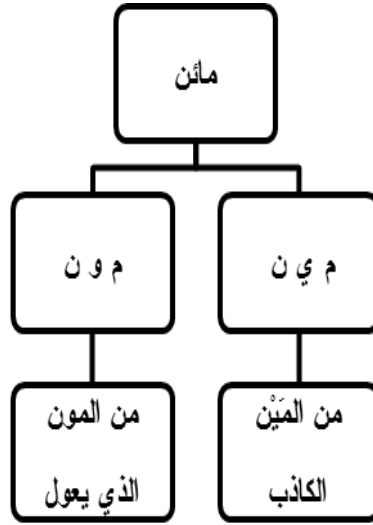 مائن
م ي ن
م و ن
من المَيْن
الكاذب
من المون
الذي يعول